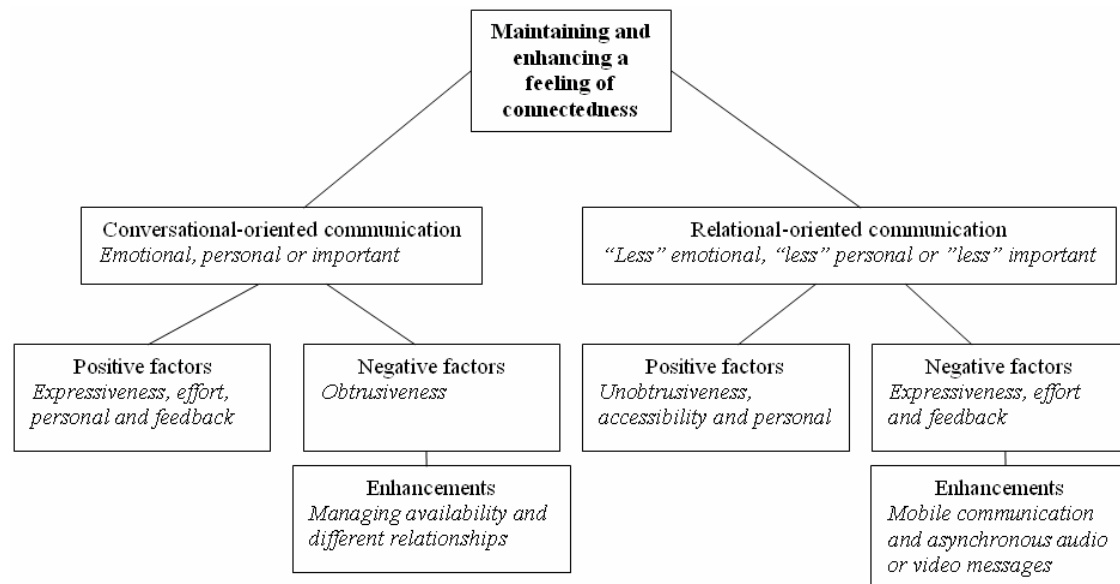 Maintaining and
enhancing a
feeling of
connectedness
Conversational-oriented communication
Emotional, personal or important
Relational-oriented communication
“Less” emotional, “less” personal or ”less” important
Positive factors
Expressiveness, effort,
personal and feedback
Negative factors
Obtrusiveness
Positive factors
Unobtrusiveness,
accessibility and personal
Negative factors
Expressiveness, effort
and feedback
Enhancements
Managing availability and
different relationships
Enhancements
Mobile communication
and asynchronous audio
or video messages